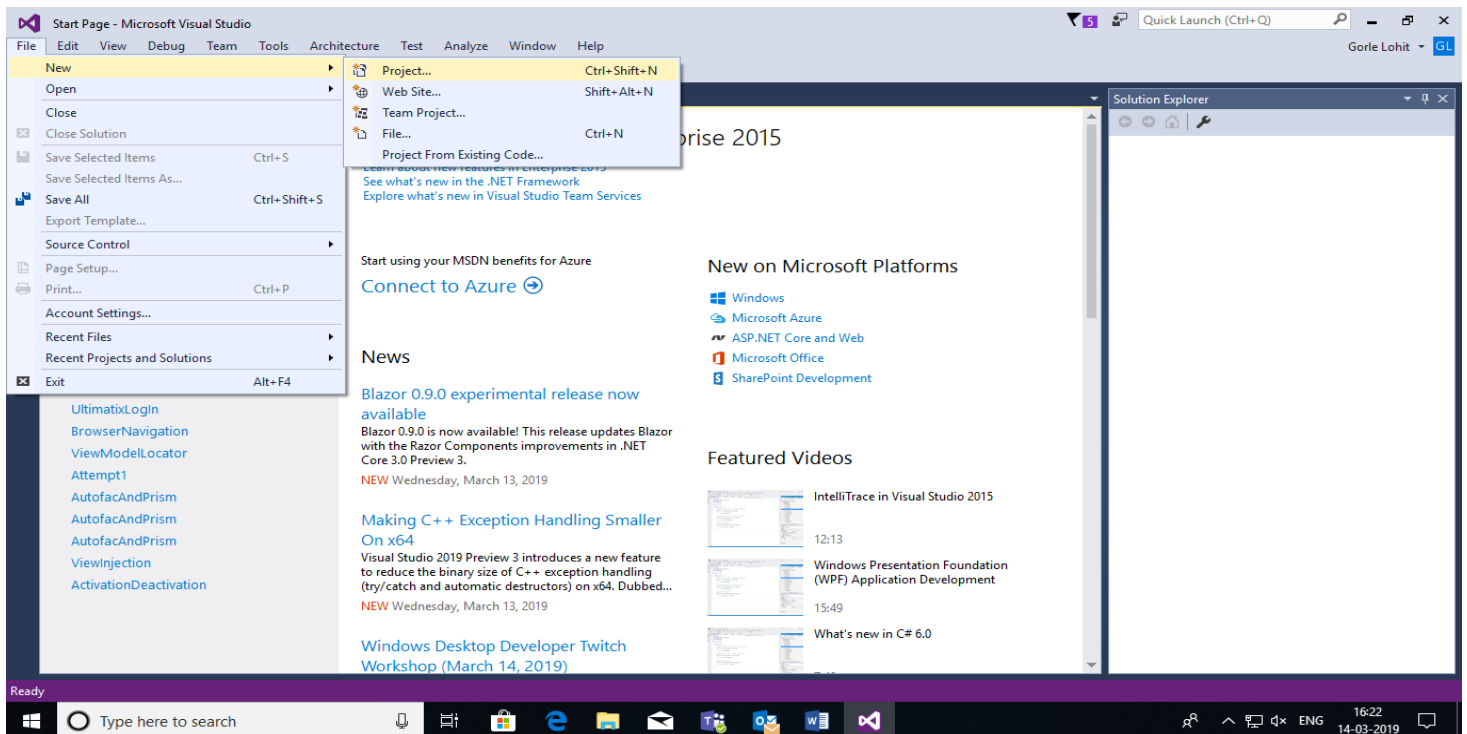 Start Page - Microsoft Visual Studio
5
Quick Launch (Ctrl+Q)
File Edit View Debug Team Tools Architecture Test Analyze Window Help
Gorle Lohit GL
New
Open
Close
Close Solution
Save Selected Items Ctrl+S
Save Selected Items As...
Save All Ctrl+Shift+S
Export Template...
Source Control
Page Setup...
Print... Ctrl+P
Account Settings...
Recent Files
Recent Projects and Solutions
Exit Alt+F4
Project... Ctrl+Shift+N
Web Site... Shift+Alt+N
Team Project...
File... Ctrl+N
Project From Existing Code...
UltimatixLogIn
BrowserNavigation
ViewModelLocator
Attempt1
AutofacAndPrism
AutofacAndPrism
AutofacAndPrism
ViewInjection
ActivationDeactivation
prise 2015
Learn about new features in Enterprise 2015
See what's new in the .NET Framework
Explore what's new in Visual Studio Team Services
Start using your MSDN benefits for Azure
Connect to Azure
News
Blazor 0.9.0 experimental release now
available
Blazor 0.9.0 is now available! This release updates Blazor
with the Razor Components improvements in .NET
Core 3.0 Preview 3.
NEW Wednesday, March 13, 2019
Making C++ Exception Handling Smaller
On x64
Visual Studio 2019 Preview 3 introduces a new feature
to reduce the binary size of C++ exception handling
(try/catch and automatic destructors) on x64. Dubbed...
NEW Wednesday, March 13, 2019
Windows Desktop Developer Twitch
Workshop (March 14, 2019)
New on Microsoft Platforms
Windows
Microsoft Azure
ASP.NET Core and Web
Microsoft Office
SharePoint Development
Featured Videos
IntelliTrace in Visual Studio 2015
12:13
Windows Presentation Foundation
(WPF) Application Development
15:49
What's new in C# 6.0
Solution Explorer
Ready
Type here to search
ENG
16:22
14-03-2019